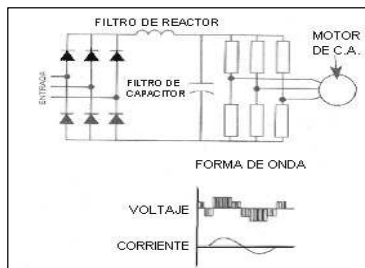 FILTRO DE REACTOR
MOTOR
DE C.A.
ENTRADA
FILTRO DE
CAPACITOR
FORMA DE ONDA
VOLTAJE
CORRIENTE